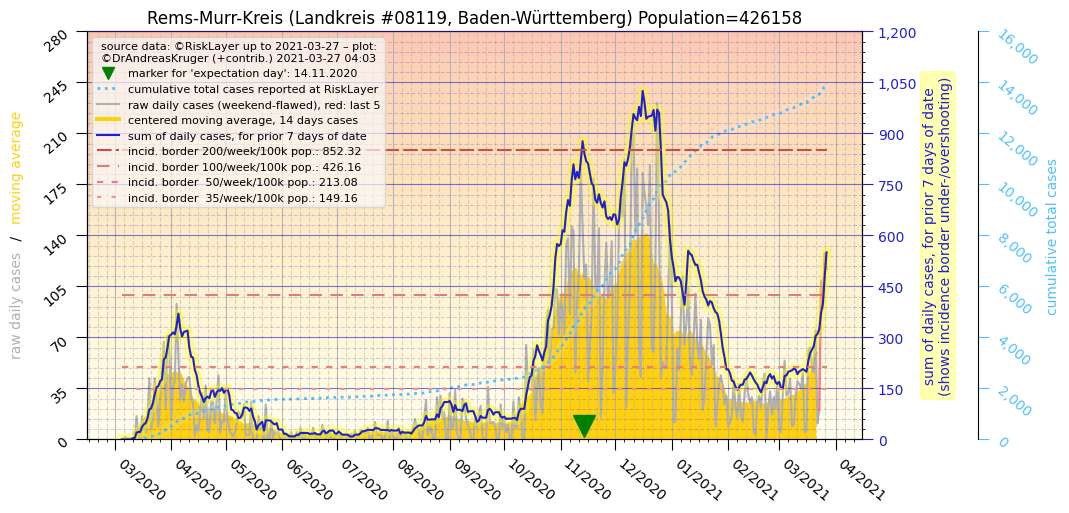 Rems-Murr-Kreis (Landkreis #08119, Baden-Württemberg) Population=426158
source data: ©RiskLayer up to 2021-03-27 – plot:
©DrAndreasKruger (+contrib.) 2021-03-27 04:03
marker for 'expectation day': 14.11.2020
cumulative total cases reported at RiskLayer
raw daily cases (weekend-flawed), red: last 5
centered moving average, 14 days cases
sum of daily cases, for prior 7 days of date
incid. border 200/week/100k pop.: 852.32
incid. border 100/week/100k pop.: 426.16
incid. border  50/week/100k pop.: 213.08
incid. border  35/week/100k pop.: 149.16
raw daily cases  /  moving average
280
245
210
175
140
105
70
35
0
03/2020
04/2020
05/2020
06/2020
07/2020
08/2020
09/2020
10/2020
11/2020
12/2020
01/2021
02/2021
03/2021
04/2021
1,200
1,050
900
750
600
450
300
150
0
sum of daily cases, for prior 7 days of date
(shows incidence border under-/overshooting)
16,000
14,000
12,000
10,000
8,000
6,000
4,000
2,000
0
cumulative total cases